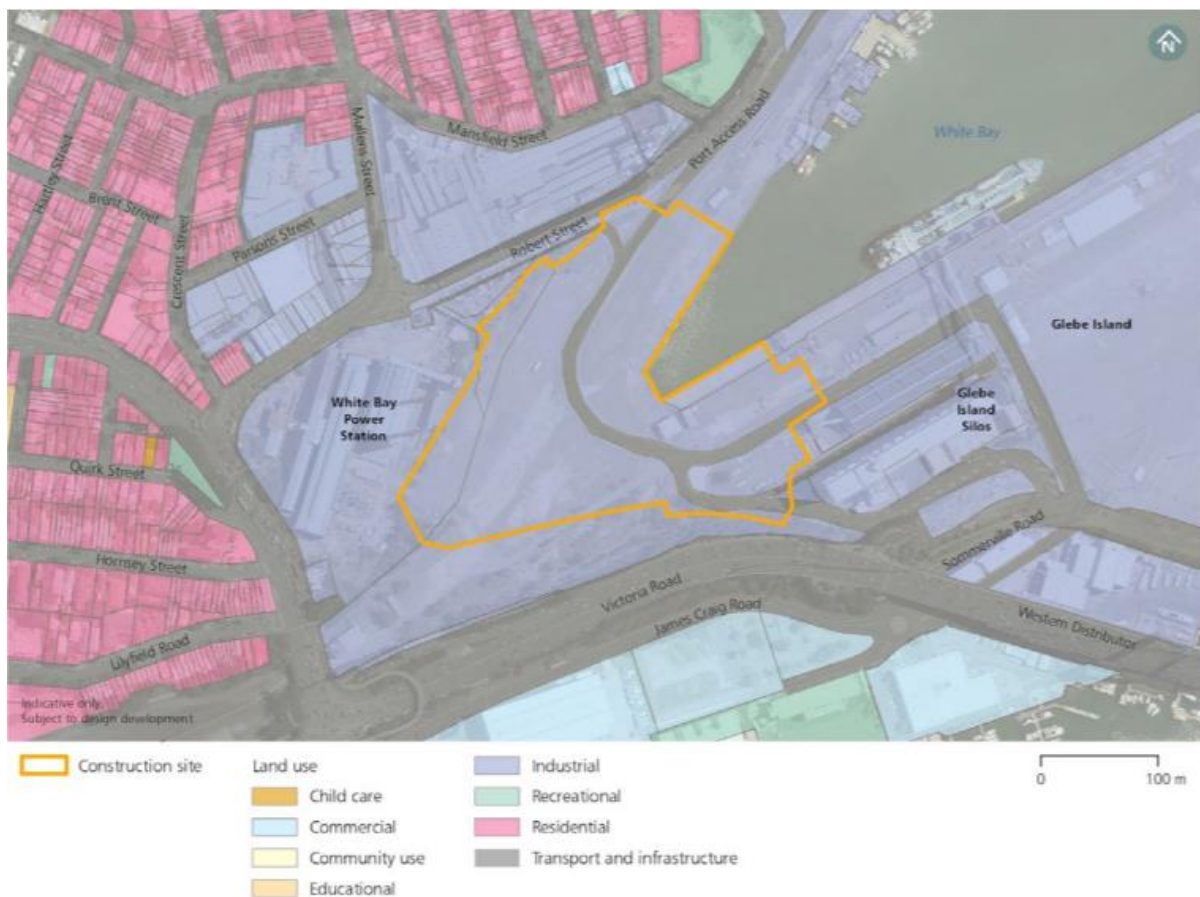 N
White Bay
Port Access Road
Mansfield Street
Mullens Street
Hartley Street
Brent Street
Crescent Street
Parsons Street
Robert Street
Glebe Island
White Bay
Power
Station
Glebe
Island
Silos
Quirk Street
Hornsey Street
Lilyfield Road
Victoria Road
James Craig Road
Sommerville Road
Western Distributor
Indicative only.
Subject to design development
Construction site
Land use
Child care
Commercial
Community use
Educational
Industrial
Recreational
Residential
Transport and infrastructure
0 100 m